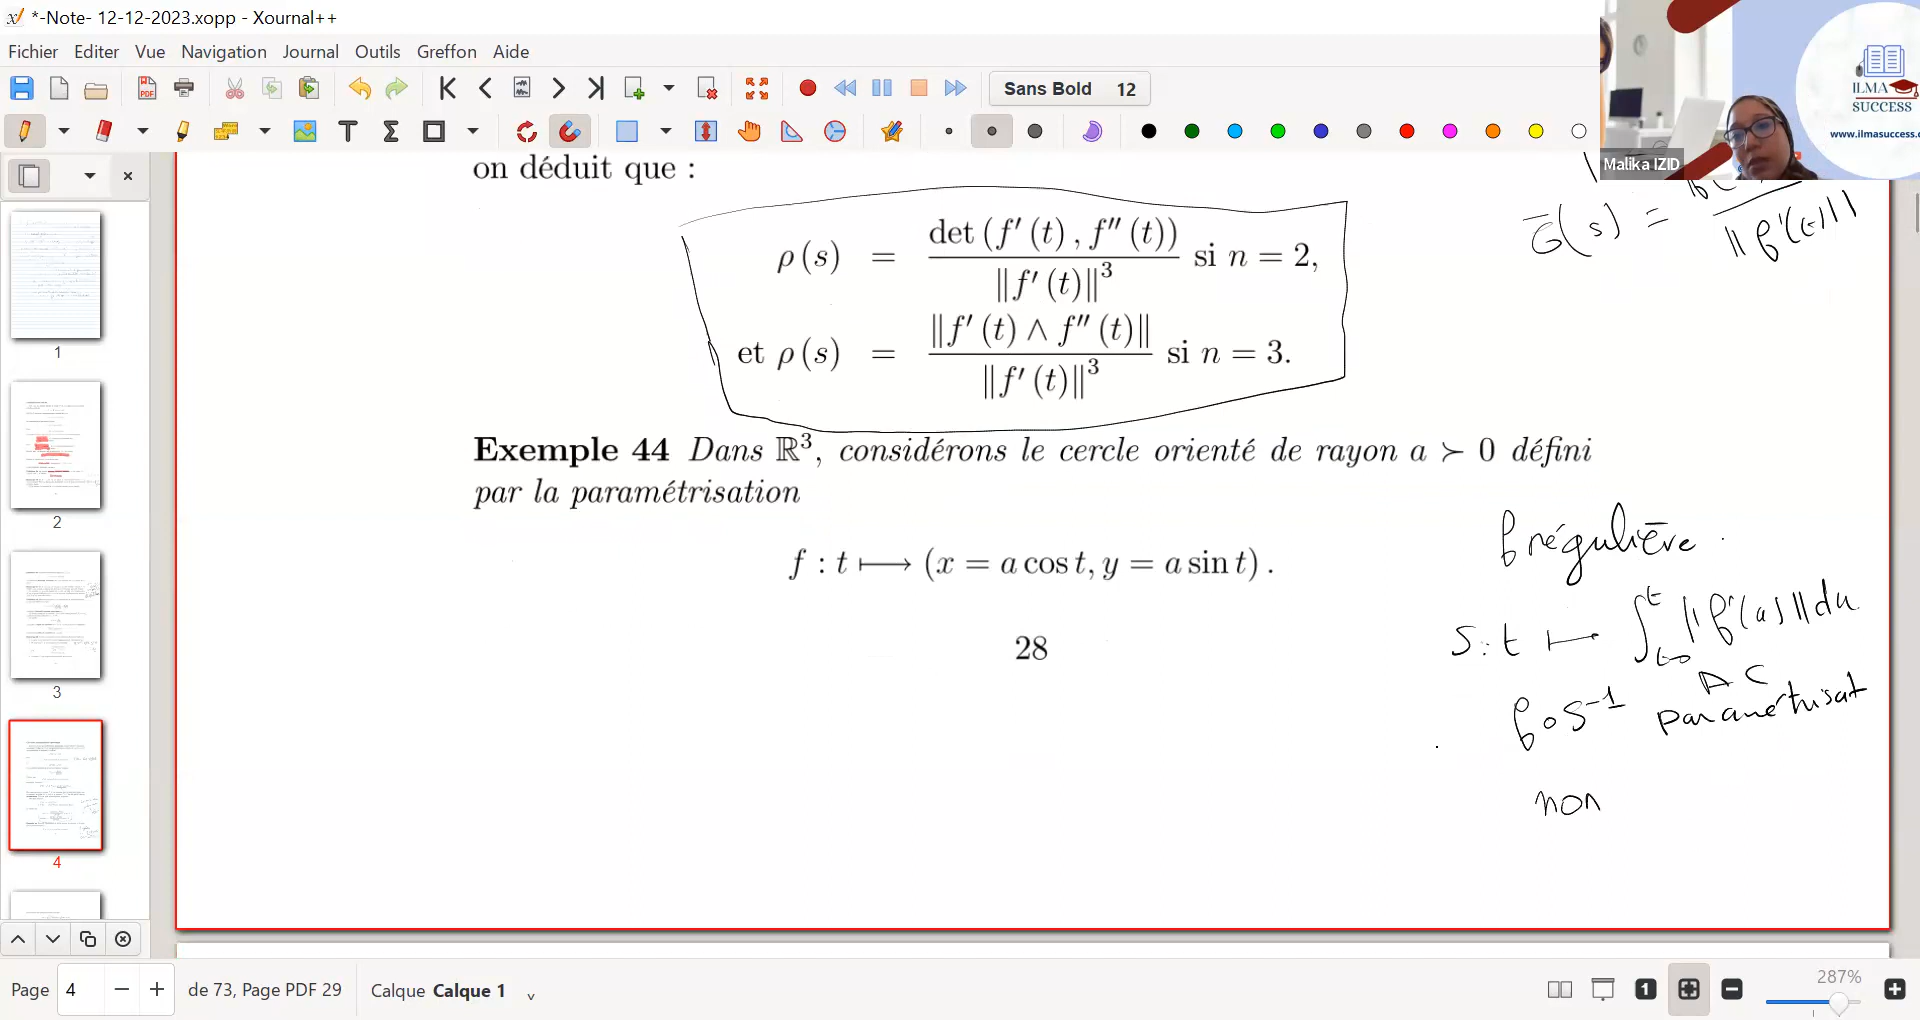 *-Note- 12-12-2023.xopp - Xournal++
Fichier Editer Vue Navigation Journal Outils Greffon Aide
Sans Bold 12
ILMA
SUCCESS
www.ilmasuccess.c
Malika IZID
on déduit que :
ρ(s) = det (f′(t), f″(t)) / ‖f′(t)‖³ si n = 2,
et ρ(s) = ‖f′(t) ∧ f″(t)‖ / ‖f′(t)‖³ si n = 3.
‖f'(t)‖
Exemple 44 Dans ℝ³, considérons le cercle orienté de rayon a ≻ 0 défini
par la paramétrisation
f : t ⟼ (x = a cos t, y = a sin t).
28
f régulière.
S: t ↦ ∫ₜ₀ᵗ ‖f'(u)‖ du
f∘S⁻¹ paramétrisat
AC
non
1
2
3
4
Page 4 de 73, Page PDF 29 Calque Calque 1
287%